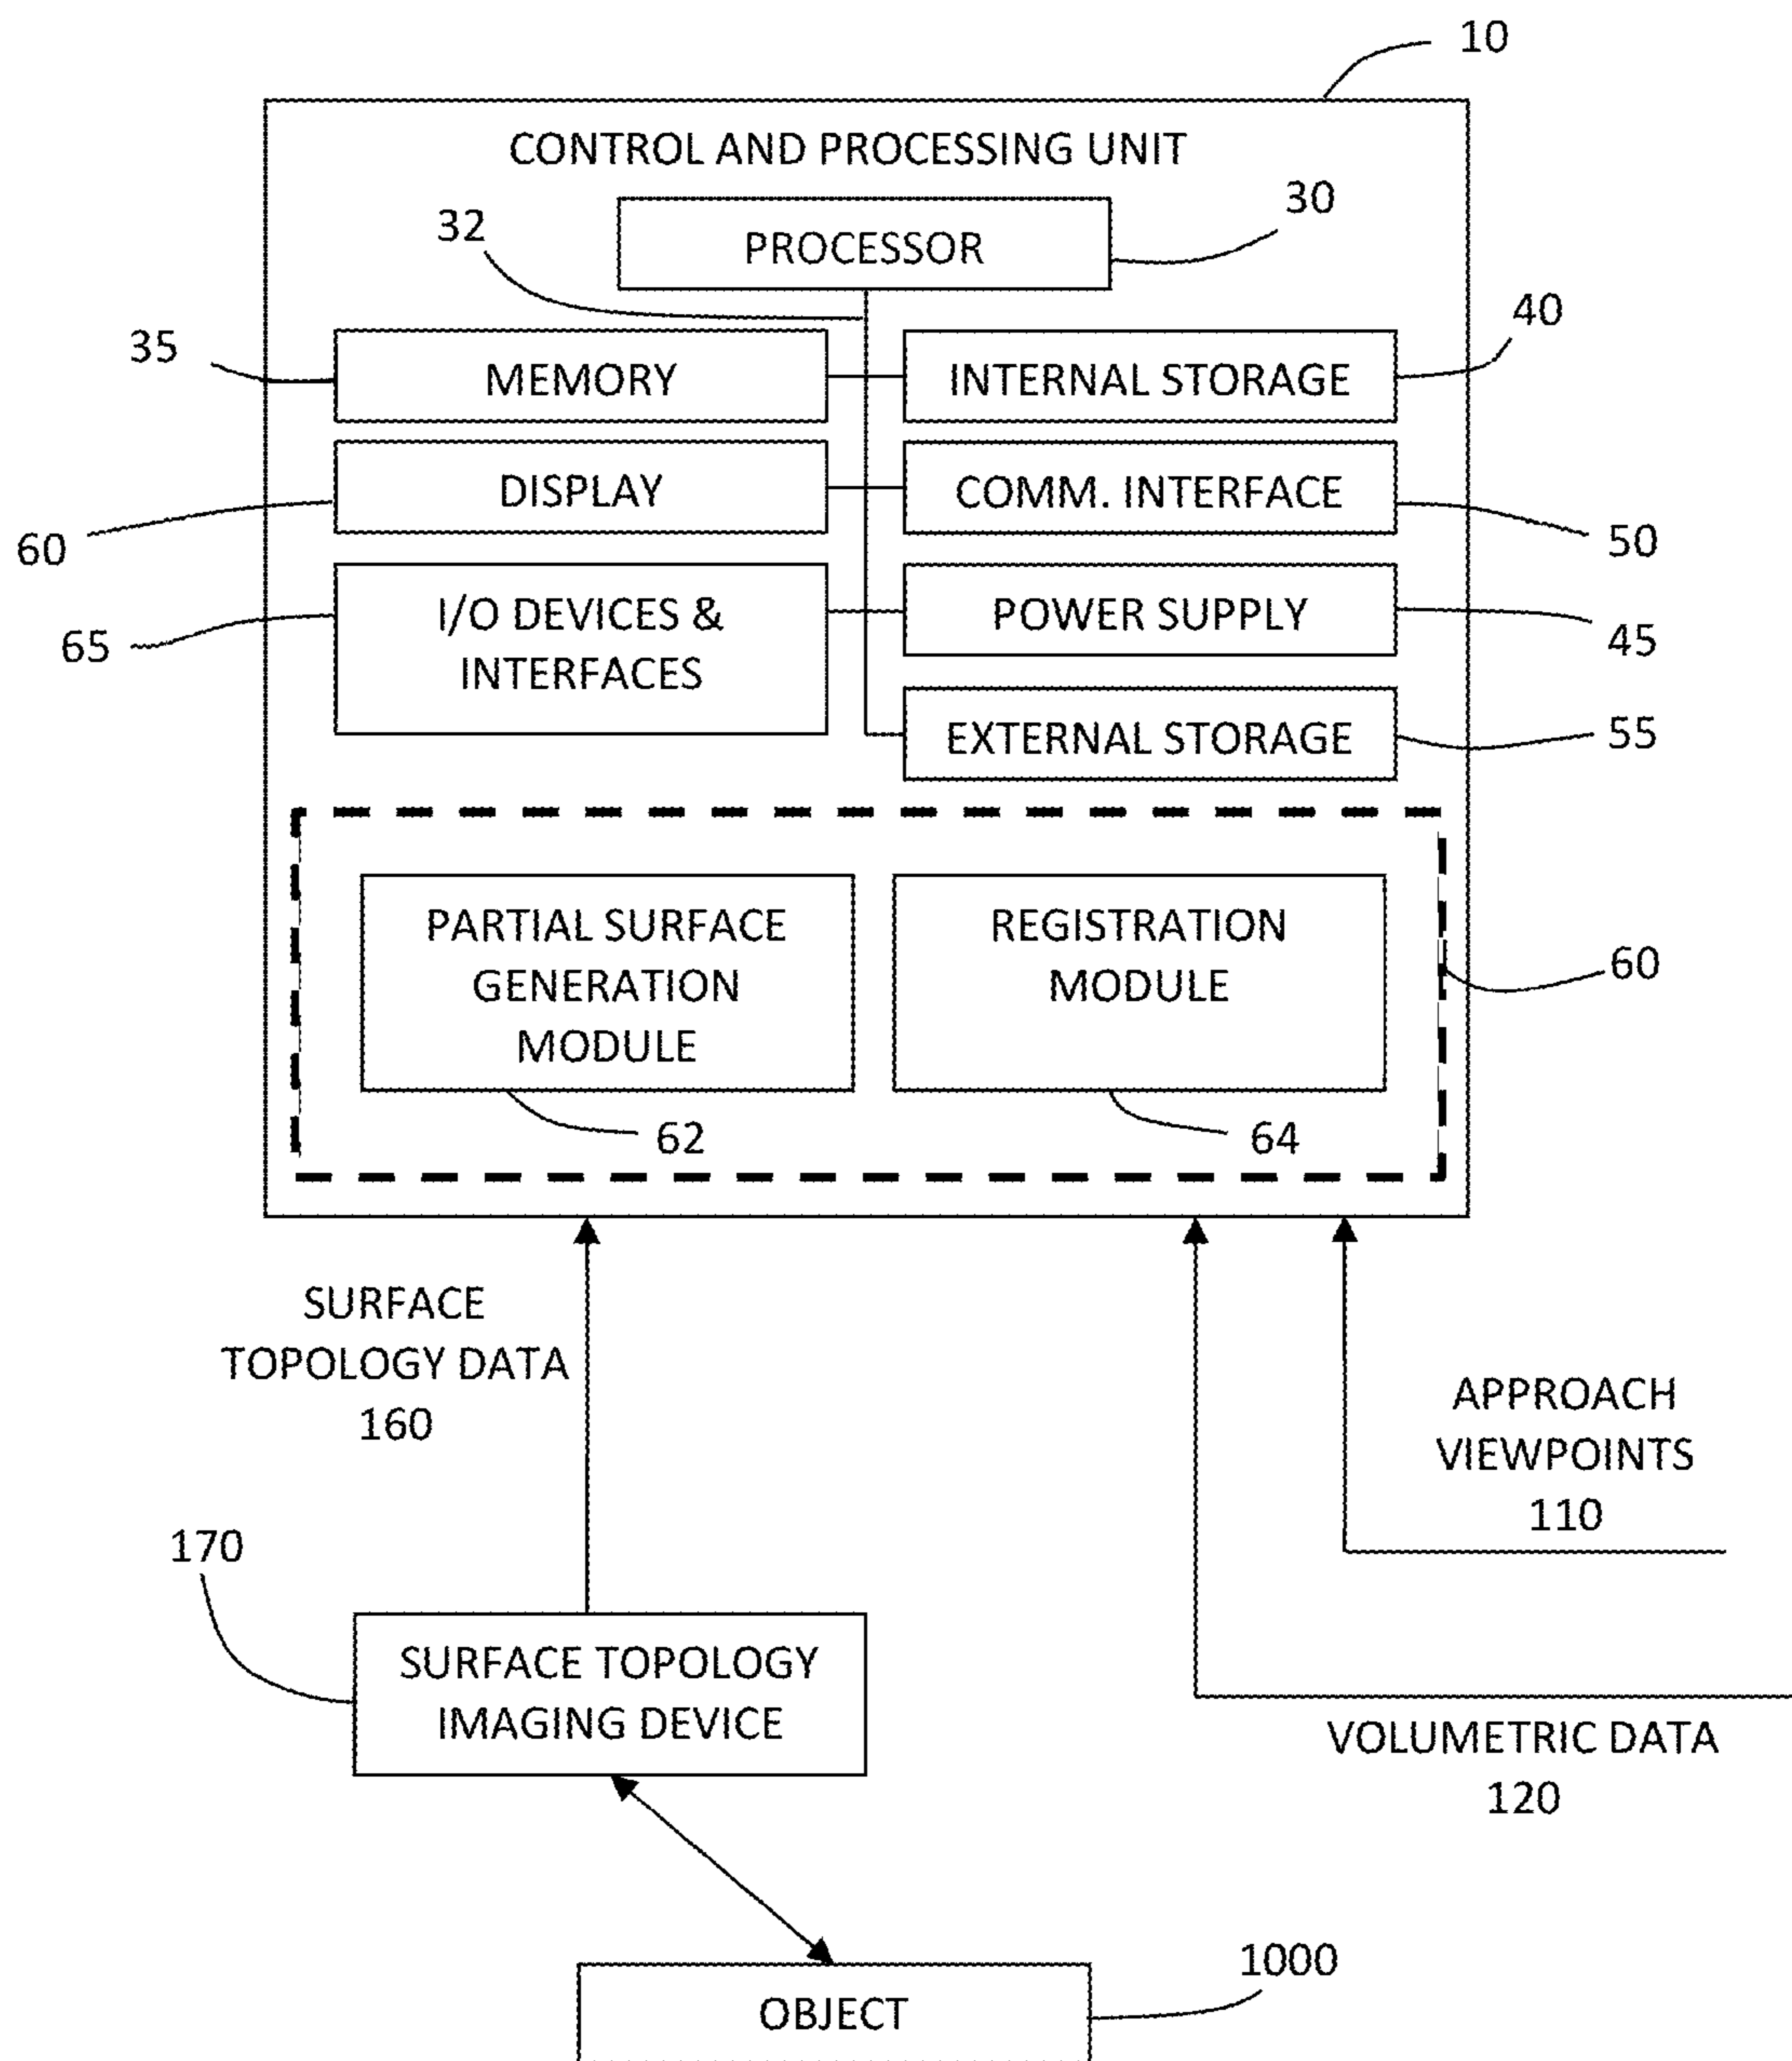 10
CONTROL AND PROCESSING UNIT
32
PROCESSOR
30
35
MEMORY
INTERNAL STORAGE
40
60
DISPLAY
COMM. INTERFACE
50
65
I/O DEVICES &
INTERFACES
POWER SUPPLY
45
EXTERNAL STORAGE
55
PARTIAL SURFACE
GENERATION
MODULE
REGISTRATION
MODULE
60
62
64
SURFACE
TOPOLOGY DATA
160
APPROACH
VIEWPOINTS
110
170
SURFACE TOPOLOGY
IMAGING DEVICE
VOLUMETRIC DATA
120
OBJECT
1000